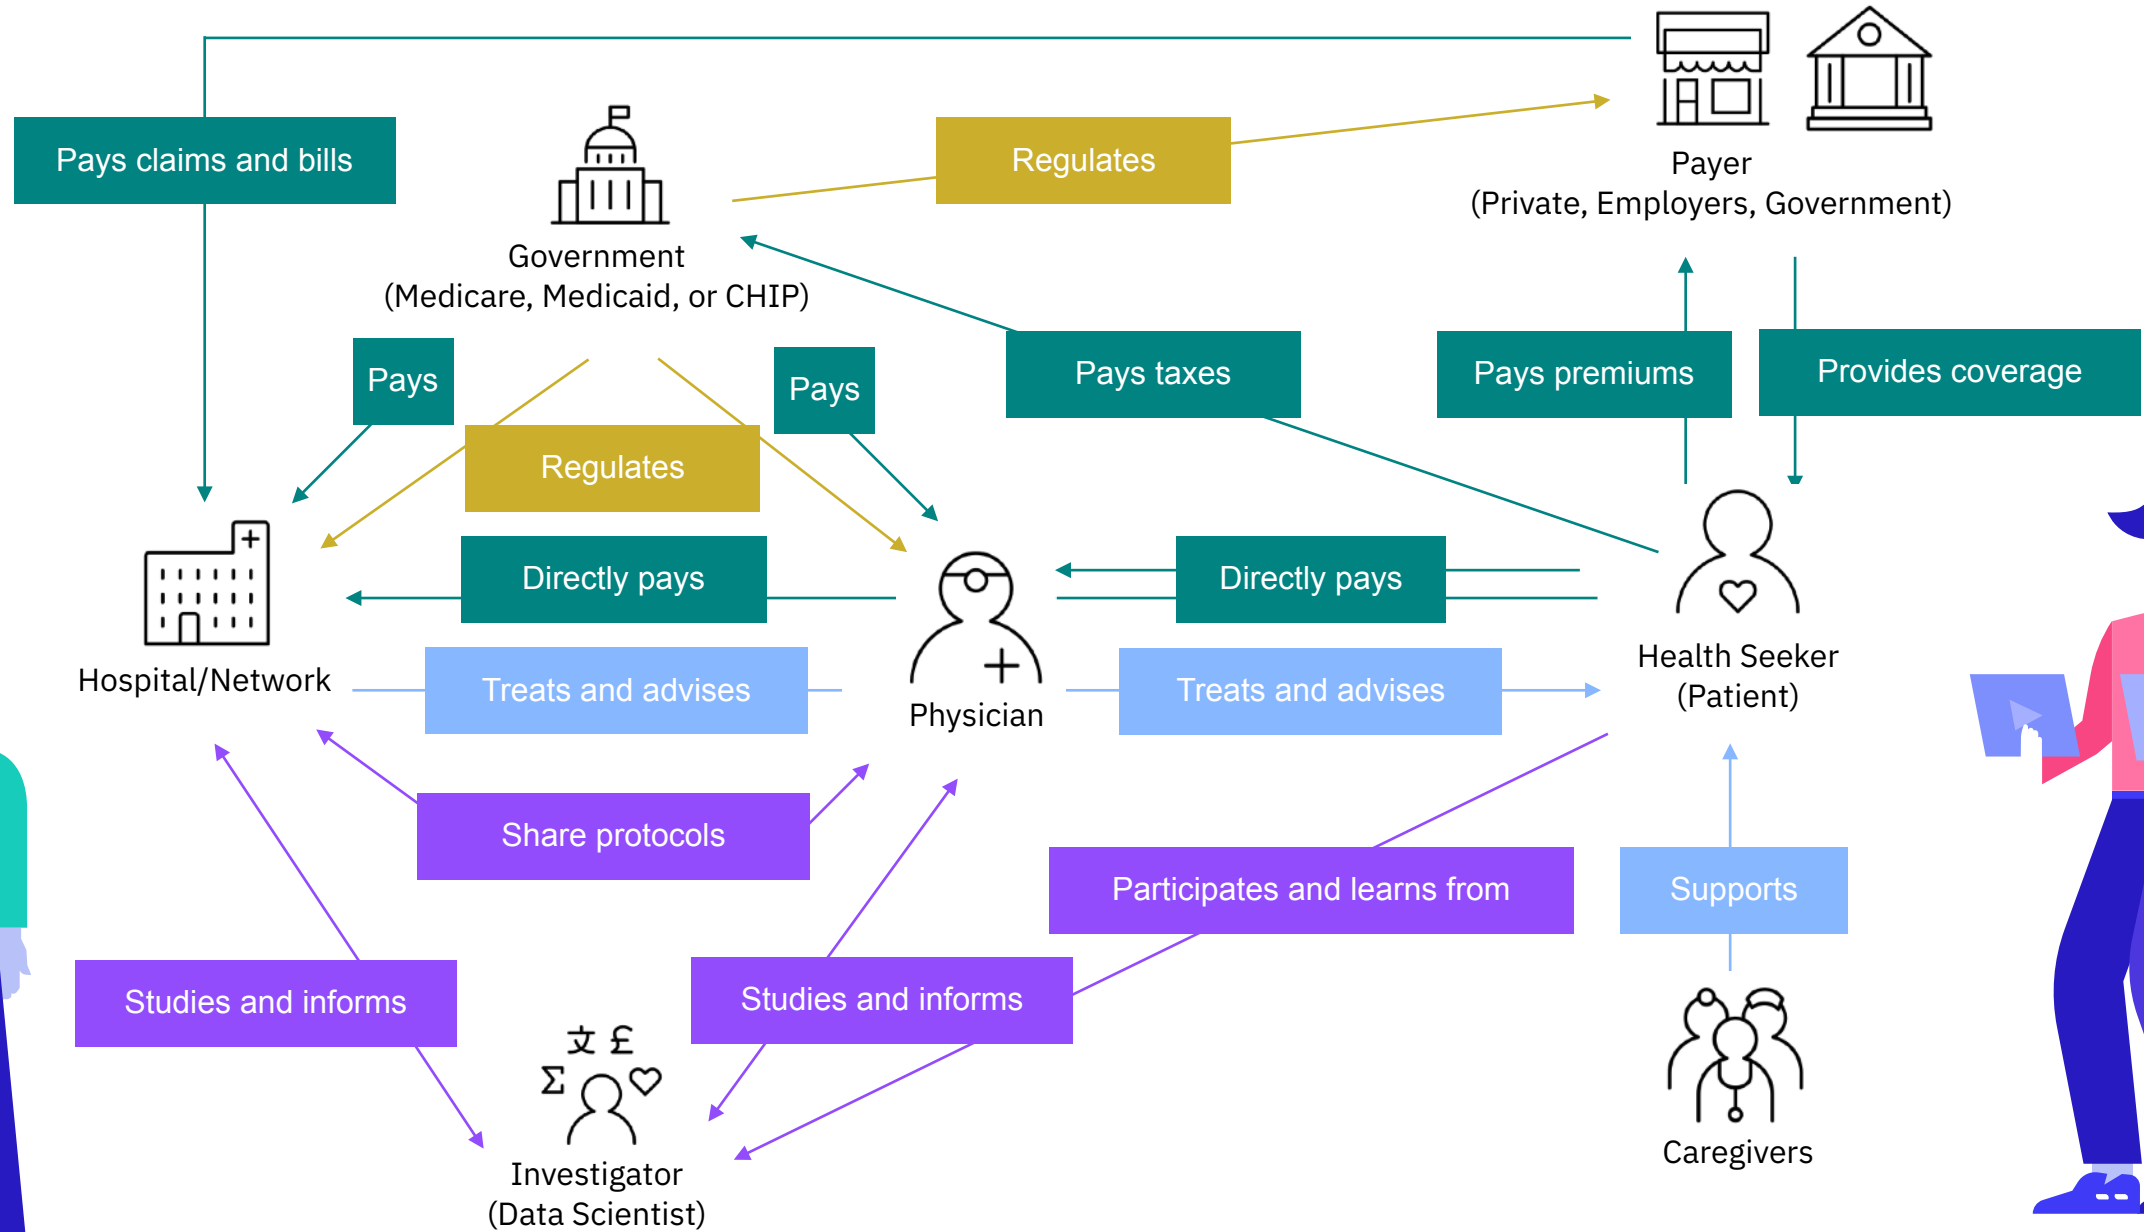 Pays claims and bills
Regulates
Payer
(Private, Employers, Government)
Government
(Medicare, Medicaid, or CHIP)
Pays
Pays
Pays taxes
Pays premiums
Provides coverage
Regulates
Directly pays
Directly pays
Hospital/Network
Treats and advises
Physician
Treats and advises
Health Seeker
(Patient)
Share protocols
Participates and learns from
Supports
Studies and informs
Studies and informs
文 £
Σ
Investigator
(Data Scientist)
Caregivers